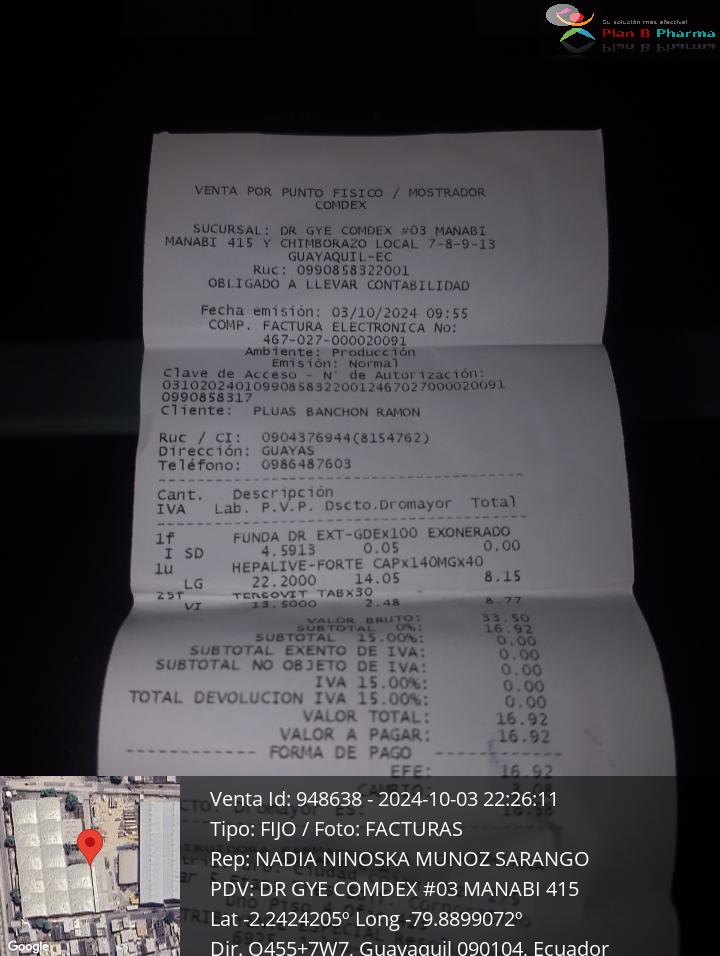 Su solución más efectiva!
Plan B Pharma
VENTA POR PUNTO FISICO / MOSTRADOR
COMDEX
SUCURSAL: DR GYE COMDEX #03 MANABI
MANABI 415 Y CHIMBORAZO LOCAL 7-8-9-13
GUAYAQUIL-EC
Ruc: 0990858322001
OBLIGADO A LLEVAR CONTABILIDAD
Fecha emisión: 03/10/2024 09:55
COMP. FACTURA ELECTRONICA No:
467-027-000020091
Ambiente: Producción
Emisión: Normal
Clave de Acceso - N° de Autorización:
031020240109908583220012467027000020091
0990858317
Cliente: PLUAS BANCHON RAMON
Ruc / CI: 0904376944(8154762)
Dirección: GUAYAS
Teléfono: 0986487603
Cant. Descripción
IVA Lab. P.V.P. Dscto.Dromayor Total
1f FUNDA DR EXT-GDEx100 EXONERADO
I SD 4.5913 0.05 0.00
1u HEPALIVE-FORTE CAPx140MGx40
LG 22.2000 14.05 8.15
25f TERGOVIT TABx30
VI 13.5000 2.48 8.77
VALOR BRUTO: 33.50
SUBTOTAL 0%: 16.92
SUBTOTAL 15.00%: 0.00
SUBTOTAL EXENTO DE IVA: 0.00
SUBTOTAL NO OBJETO DE IVA: 0.00
IVA 15.00%: 0.00
TOTAL DEVOLUCION IVA 15.00%: 0.00
VALOR TOTAL: 16.92
VALOR A PAGAR: 16.92
FORMA DE PAGO
EFE: 16.92
Venta Id: 948638 - 2024-10-03 22:26:11
Tipo: FIJO / Foto: FACTURAS
Rep: NADIA NINOSKA MUNOZ SARANGO
PDV: DR GYE COMDEX #03 MANABI 415
Lat -2.2424205º Long -79.8899072º
Dir. Q455+7W7, Guayaquil 090104, Ecuador
Google